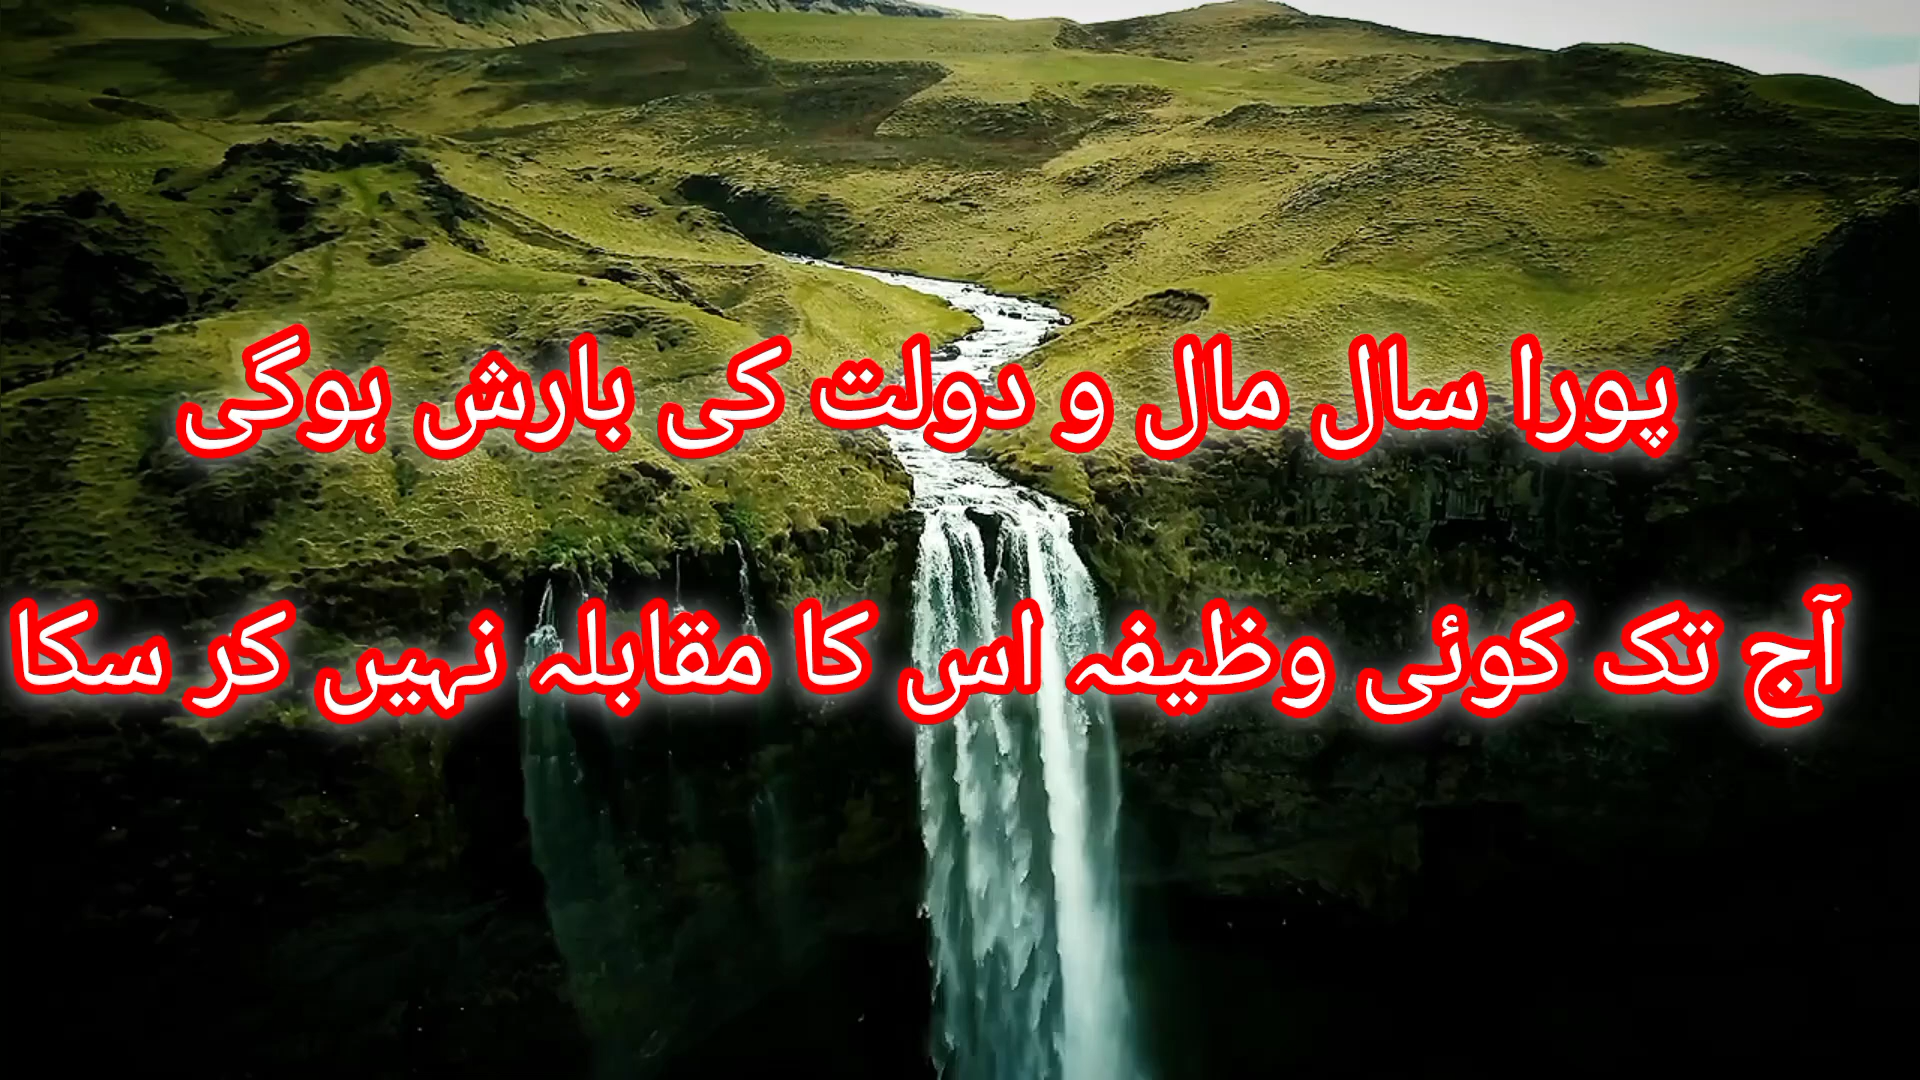 پورا سال مال و دولت کی بارش ہوگی
آج تک کوئی وظیفہ اس کا مقابلہ نہیں کر سکا